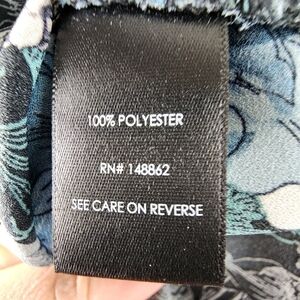 100% POLYESTER
RN# 148862
SEE CARE ON REVERSE